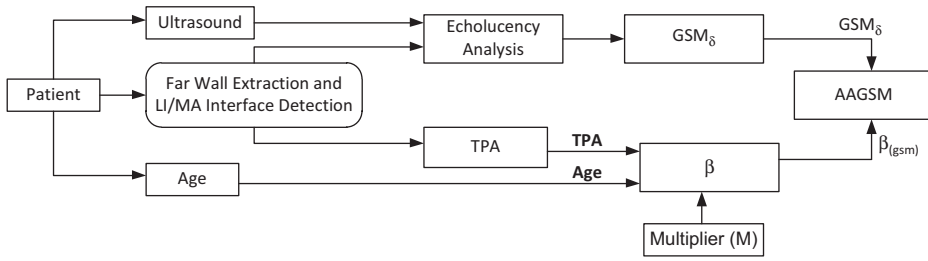 Ultrasound
Echolucency
Analysis
GSMδ
GSMδ
Patient
Far Wall Extraction and
LI/MA Interface Detection
AAGSM
TPA
TPA
β
β(gsm)
Age
Age
Multiplier (M)